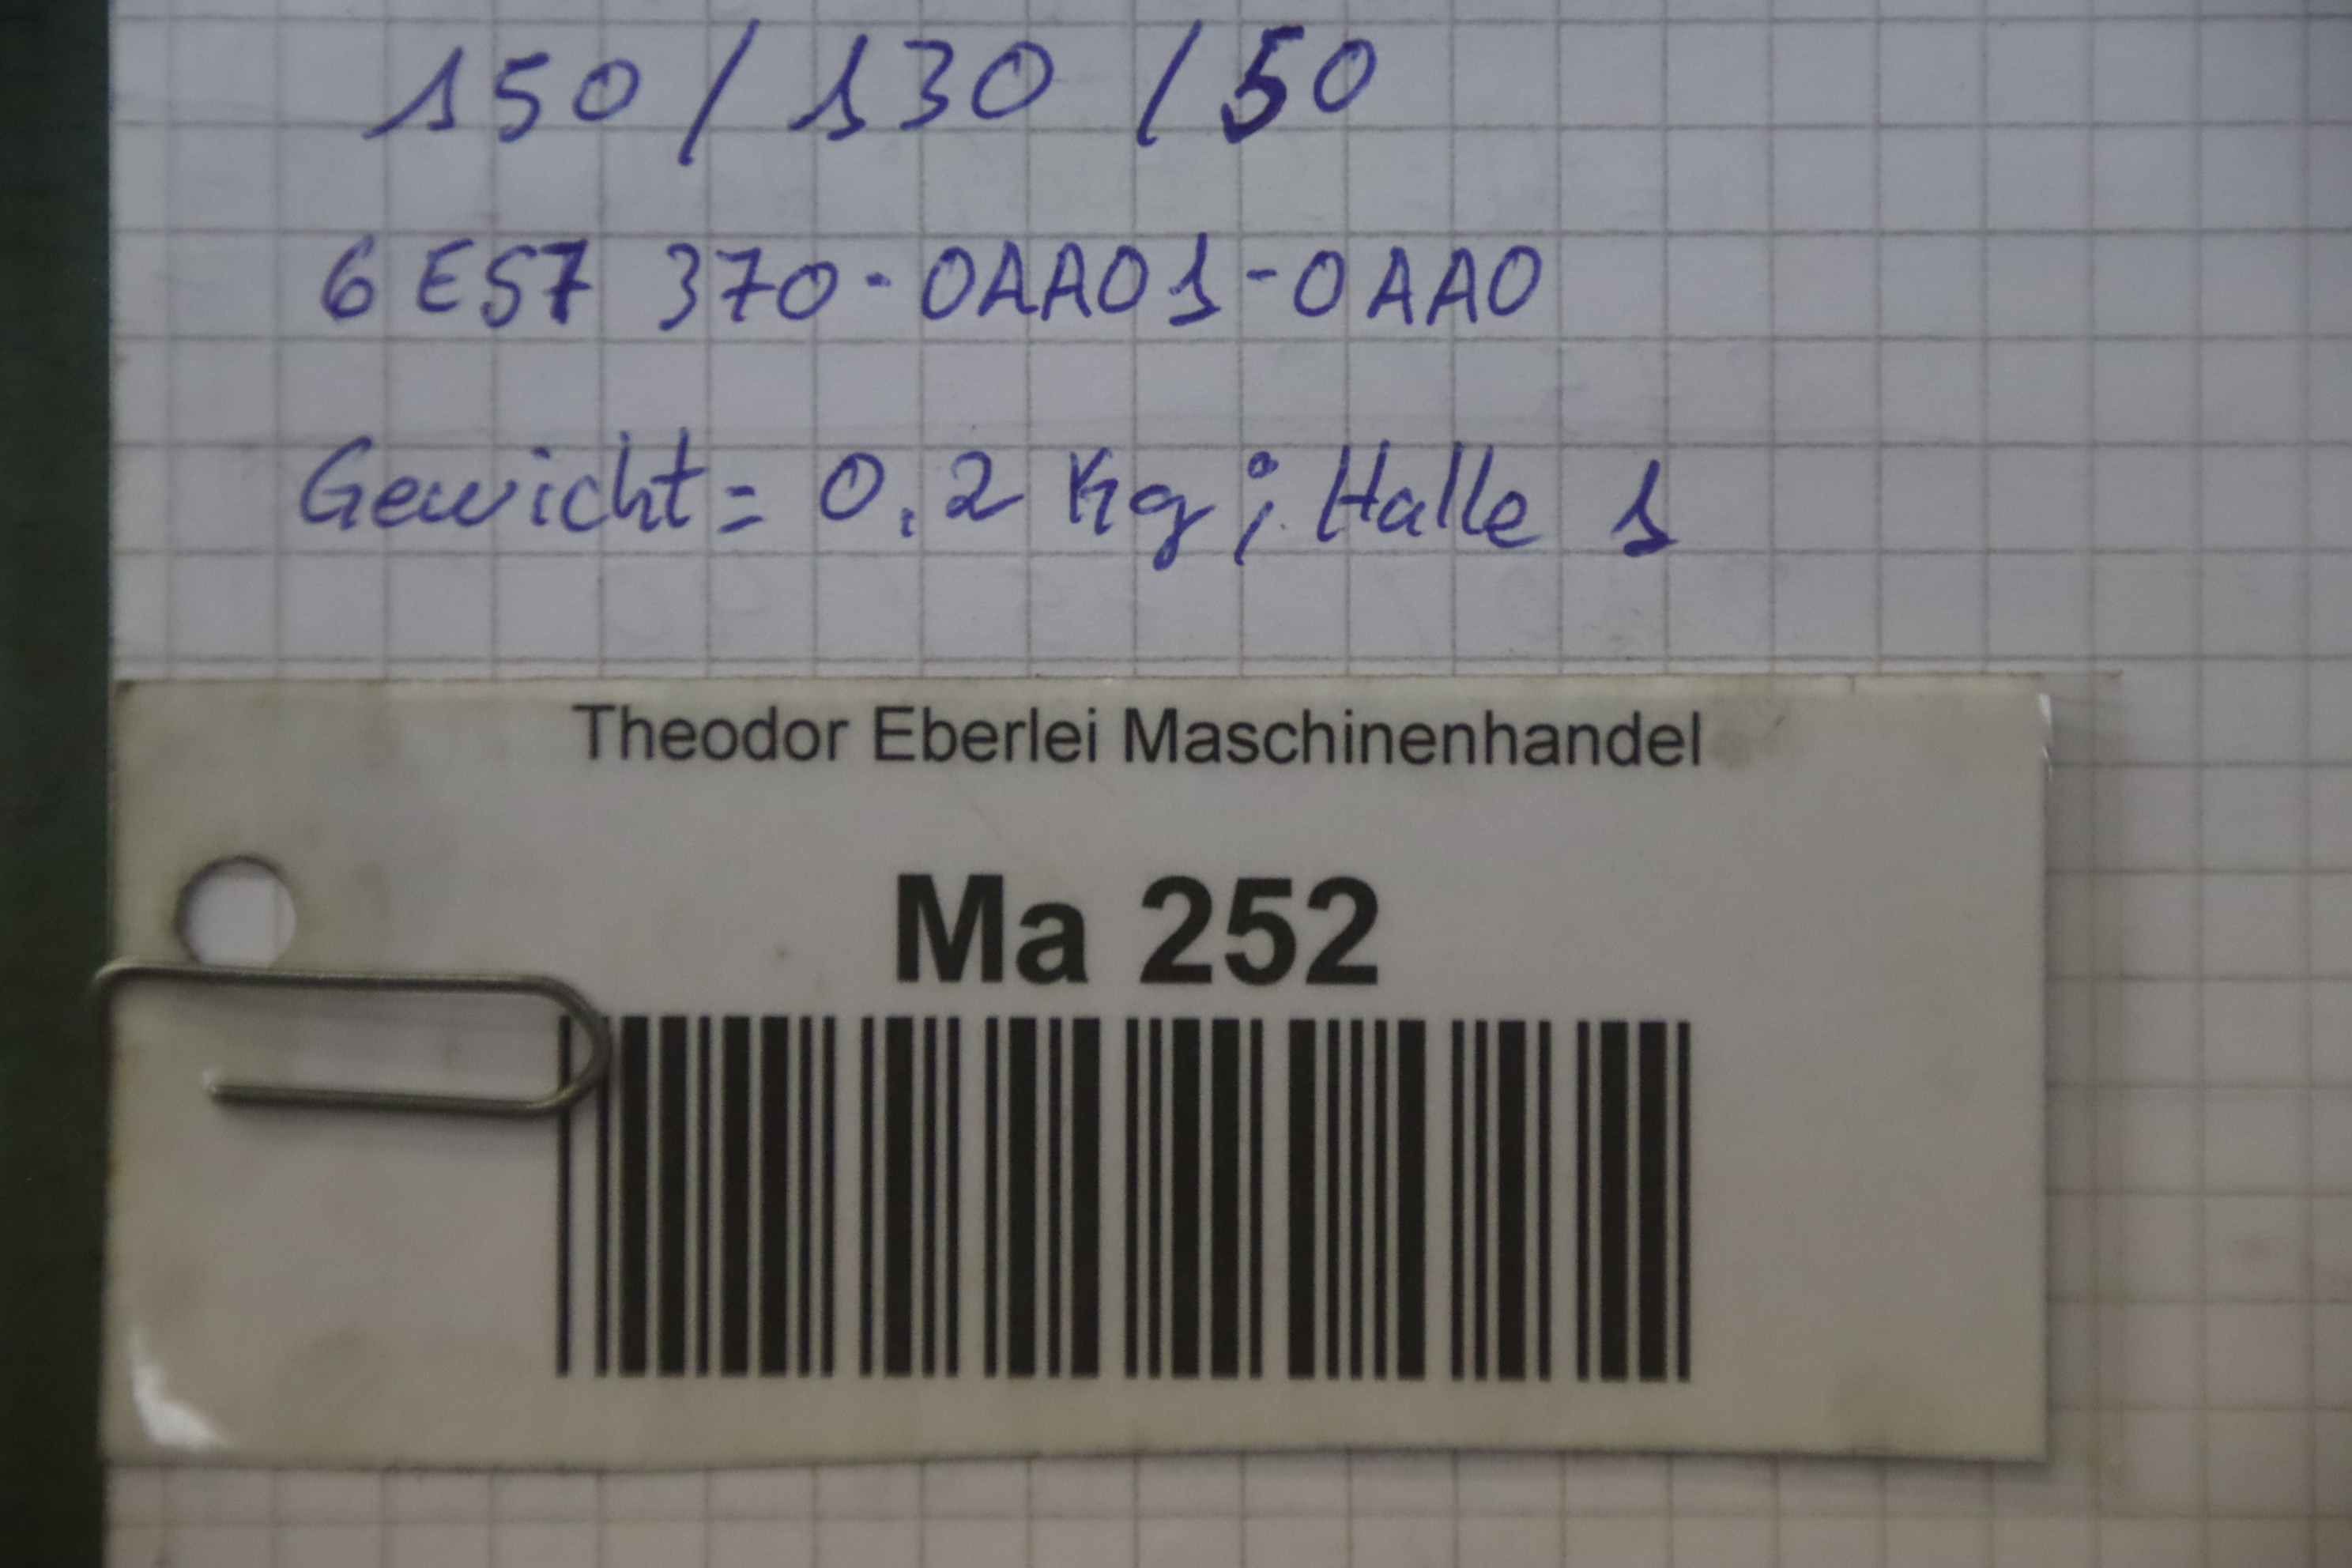 150 / 130 / 50
6ES7 370-0AA01-0AA0
Gewicht = 0,2 Kg; Halle 1
Theodor Eberlei Maschinenhandel
Ma 252